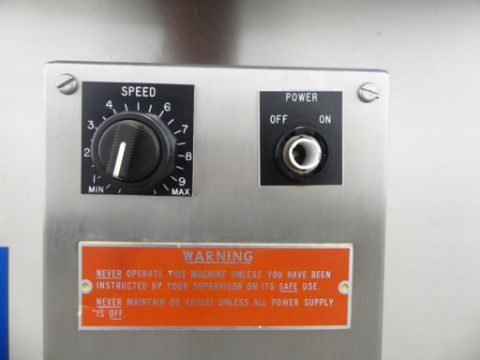 SPEED
4 6
3 7
2 8
1 9
MIN MAX
POWER
OFF ON
WARNING
NEVER OPERATE THIS MACHINE UNLESS YOU HAVE BEEN
INSTRUCTED BY YOUR SUPERVISOR ON ITS SAFE USE.
NEVER MAINTAIN OR ADJUST UNLESS ALL POWER SUPPLY
IS OFF.